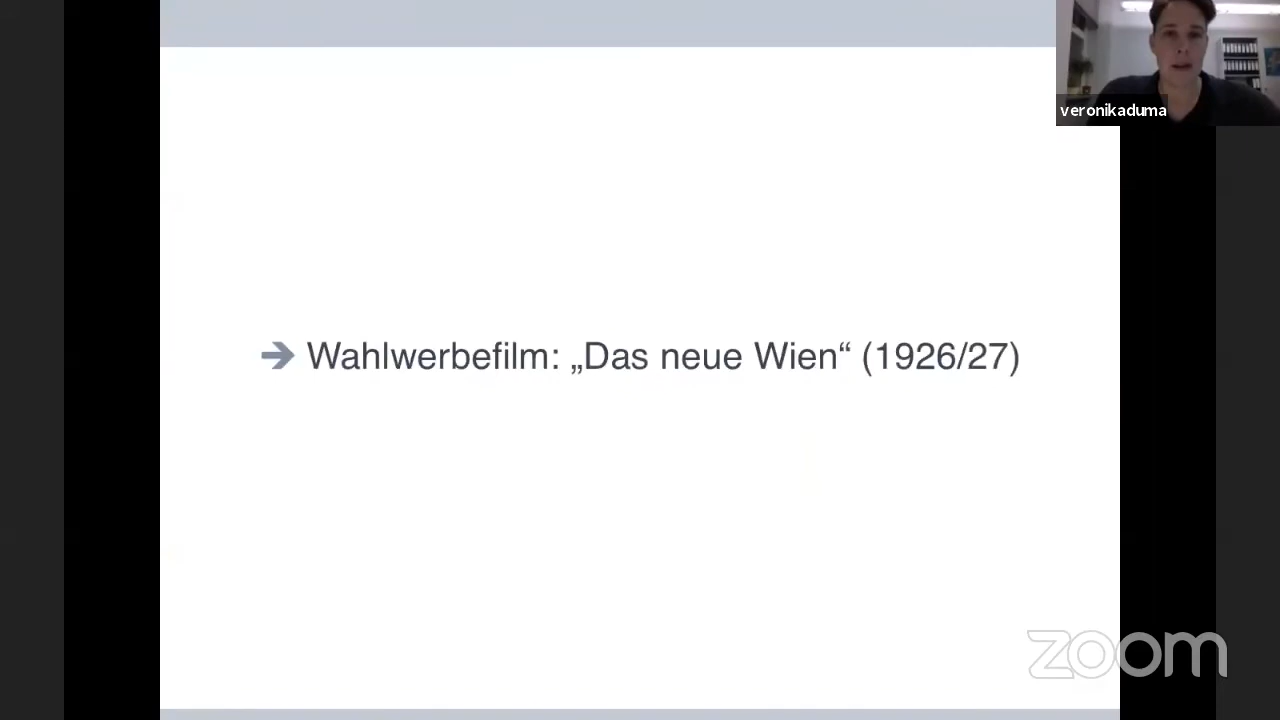 veronikaduma
➔ Wahlwerbefilm: „Das neue Wien“ (1926/27)
zoom